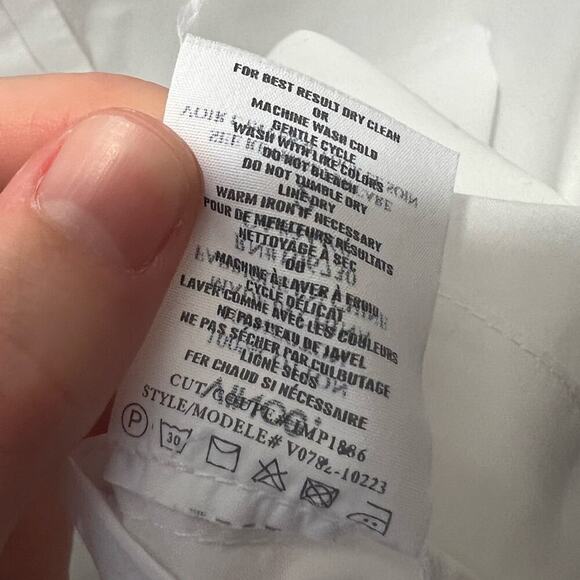 FOR BEST RESULT DRY CLEAN
OR
MACHINE WASH COLD
GENTLE CYCLE
WASH WITH LIKE COLORS
DO NOT BLEACH
DO NOT TUMBLE DRY
LINE DRY
WARM IRON IF NECESSARY
POUR DE MEILLEURS RÉSULTATS
NETTOYAGE À SEC
OU
MACHINE À LAVER À FROID
CYCLE DÉLICAT
LAVER COMME AVEC LES COULEURS
NE PAS L'EAU DE JAVEL
NE PAS SÉCHER PAR CULBUTAGE
LIGNE SECS
FER CHAUD SI NÉCESSAIRE
CUT/COUPE# IMP1886
STYLE/MODELE# V0782-10223
P 30